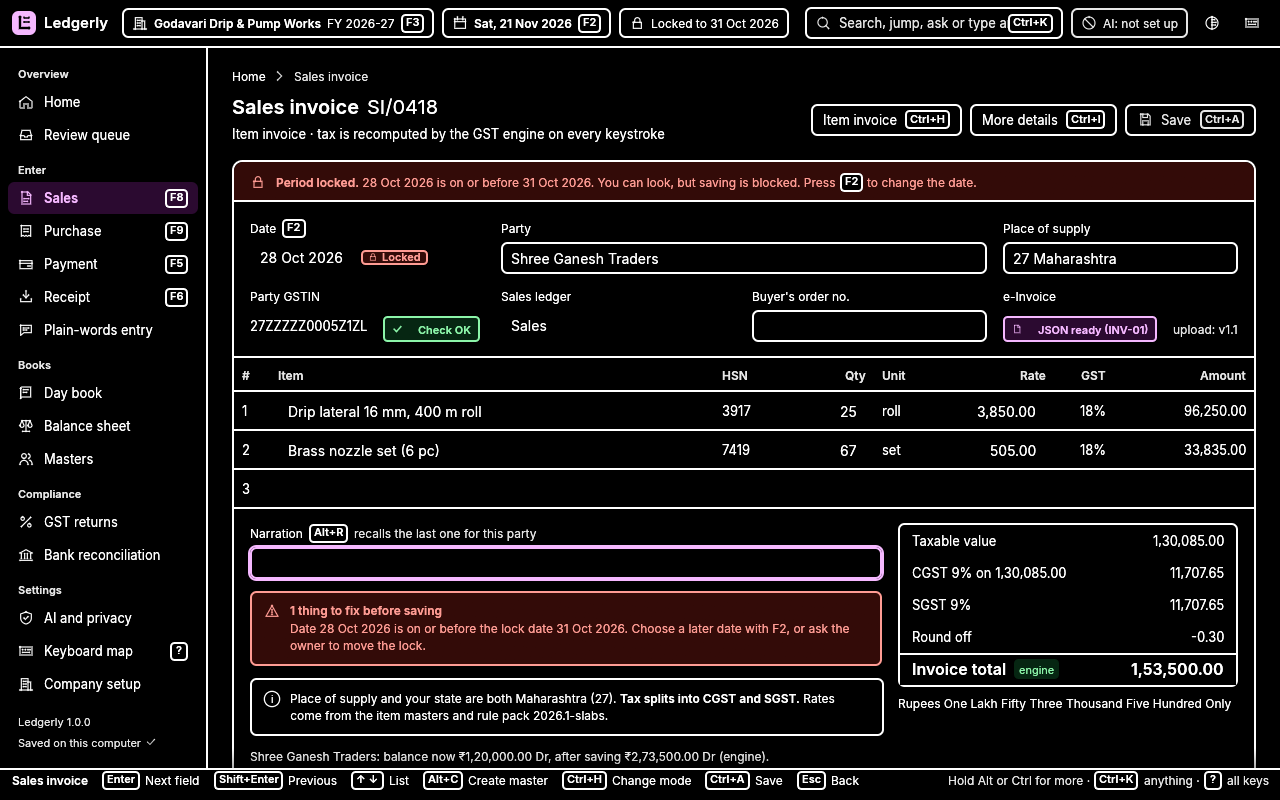 Ledgerly
Godavari Drip & Pump Works FY 2026-27 F3
Sat, 21 Nov 2026 F2
Locked to 31 Oct 2026
Search, jump, ask or type a Ctrl+K
AI: not set up
Overview
Home
Review queue
Enter
Sales F8
Purchase F9
Payment F5
Receipt F6
Plain-words entry
Books
Day book
Balance sheet
Masters
Compliance
GST returns
Bank reconciliation
Settings
AI and privacy
Keyboard map ?
Company setup
Ledgerly 1.0.0
Saved on this computer
Home > Sales invoice
Sales invoice SI/0418
Item invoice · tax is recomputed by the GST engine on every keystroke
Item invoice Ctrl+H
More details Ctrl+I
Save Ctrl+A
Period locked. 28 Oct 2026 is on or before 31 Oct 2026. You can look, but saving is blocked. Press F2 to change the date.
Date F2 Party Place of supply
28 Oct 2026 Locked Shree Ganesh Traders 27 Maharashtra
Party GSTIN Sales ledger Buyer's order no. e-Invoice
27ZZZZZ0005Z1ZL Check OK Sales JSON ready (INV-01) upload: v1.1
# Item HSN Qty Unit Rate GST Amount
1 Drip lateral 16 mm, 400 m roll 3917 25 roll 3,850.00 18% 96,250.00
2 Brass nozzle set (6 pc) 7419 67 set 505.00 18% 33,835.00
3
Narration Alt+R recalls the last one for this party
1 thing to fix before saving
Date 28 Oct 2026 is on or before the lock date 31 Oct 2026. Choose a later date with F2, or ask the
owner to move the lock.
Place of supply and your state are both Maharashtra (27). Tax splits into CGST and SGST. Rates
come from the item masters and rule pack 2026.1-slabs.
Shree Ganesh Traders: balance now ₹1,20,000.00 Dr, after saving ₹2,73,500.00 Dr (engine).
Taxable value 1,30,085.00
CGST 9% on 1,30,085.00 11,707.65
SGST 9% 11,707.65
Round off -0.30
Invoice total engine 1,53,500.00
Rupees One Lakh Fifty Three Thousand Five Hundred Only
Sales invoice Enter Next field Shift+Enter Previous ↑ ↓ List Alt+C Create master Ctrl+H Change mode Ctrl+A Save Esc Back Hold Alt or Ctrl for more · Ctrl+K anything · ? all keys